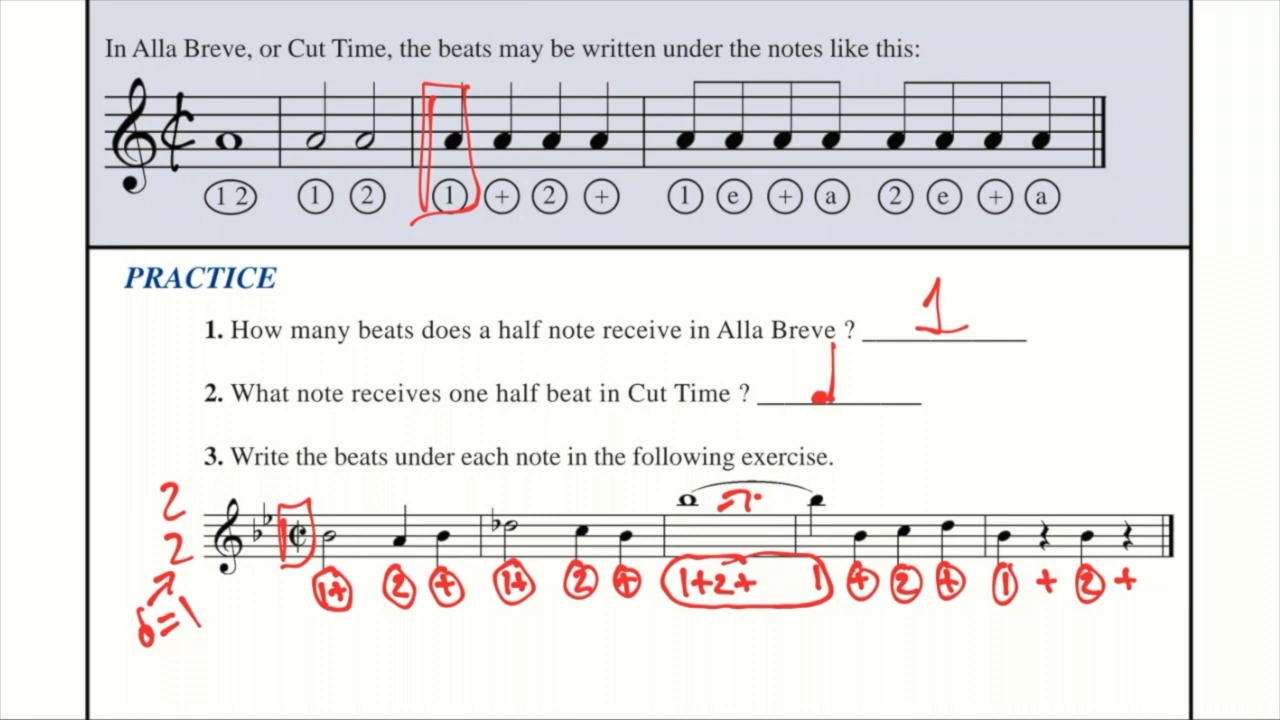 In Alla Breve, or Cut Time, the beats may be written under the notes like this:
1 2 1 2 1 + 2 + 1 e + a 2 e + a
PRACTICE
1. How many beats does a half note receive in Alla Breve ? 1
2. What note receives one half beat in Cut Time ?
3. Write the beats under each note in the following exercise.
2
2
1+ 2 + 1+ 2 + 1+2+ 1 + 2 + 1 + 2 +
=1